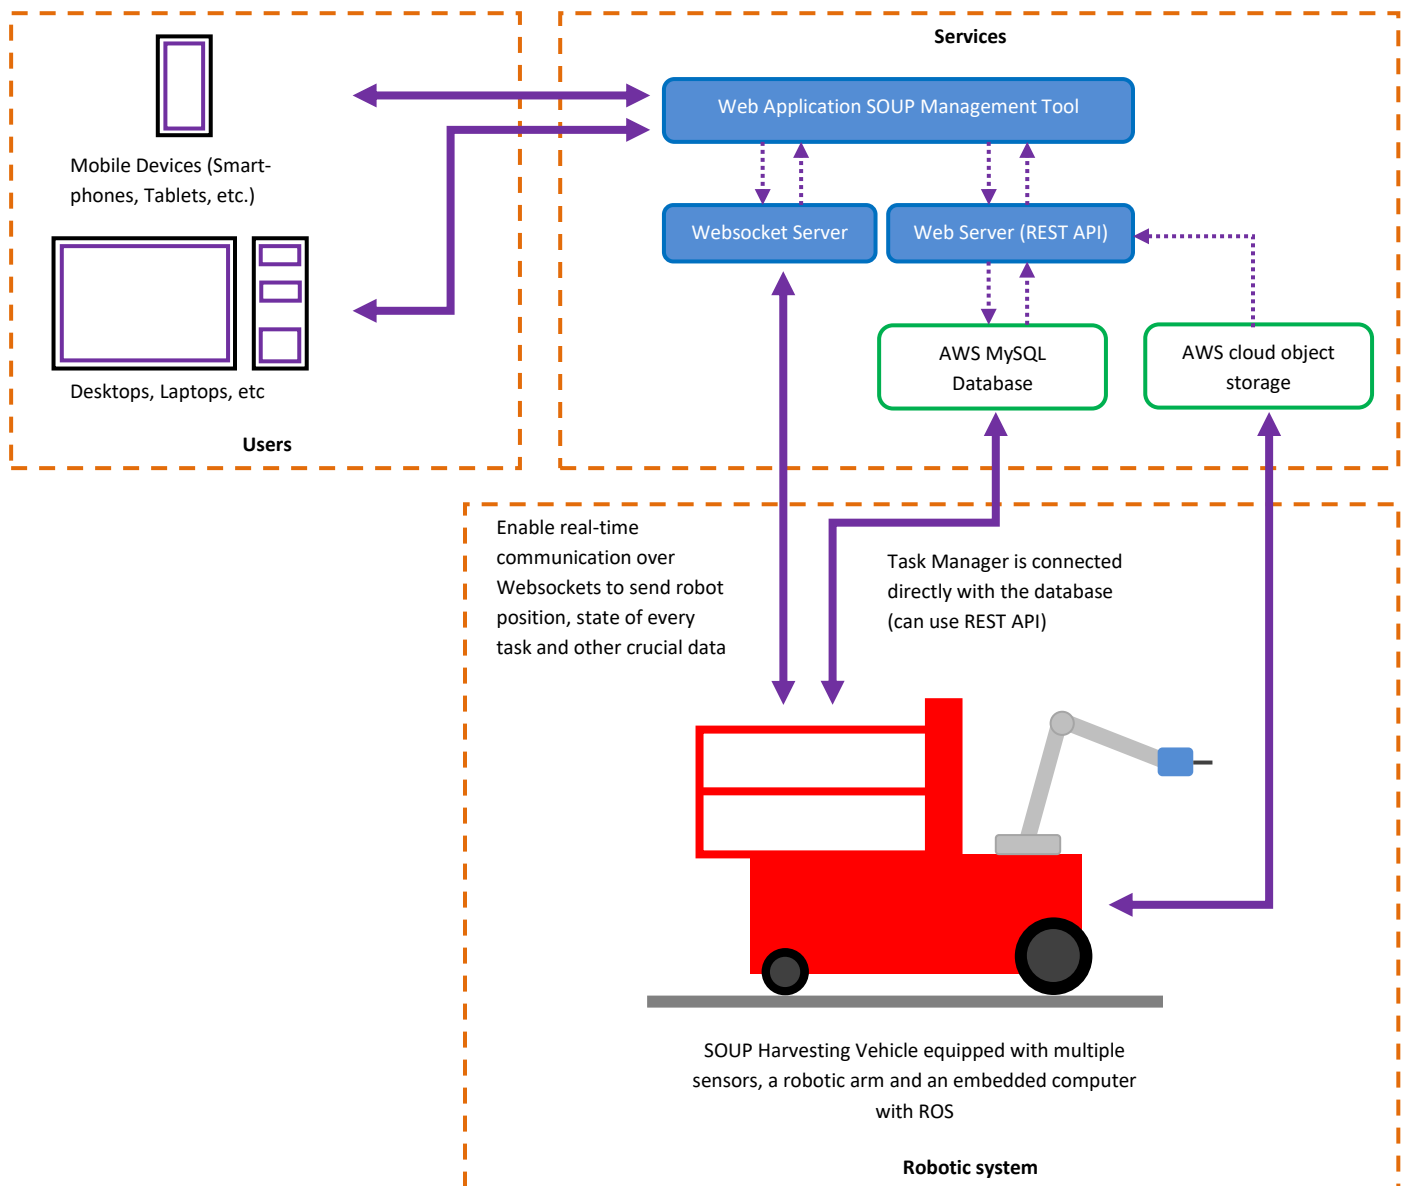 Mobile Devices (Smart-
phones, Tablets, etc.)
Desktops, Laptops, etc
Users
Services
Web Application SOUP Management Tool
Websocket Server
Web Server (REST API)
AWS MySQL
Database
AWS cloud object
storage
Enable real-time
communication over
Websockets to send robot
position, state of every
task and other crucial data
Task Manager is connected
directly with the database
(can use REST API)
SOUP Harvesting Vehicle equipped with multiple
sensors, a robotic arm and an embedded computer
with ROS
Robotic system